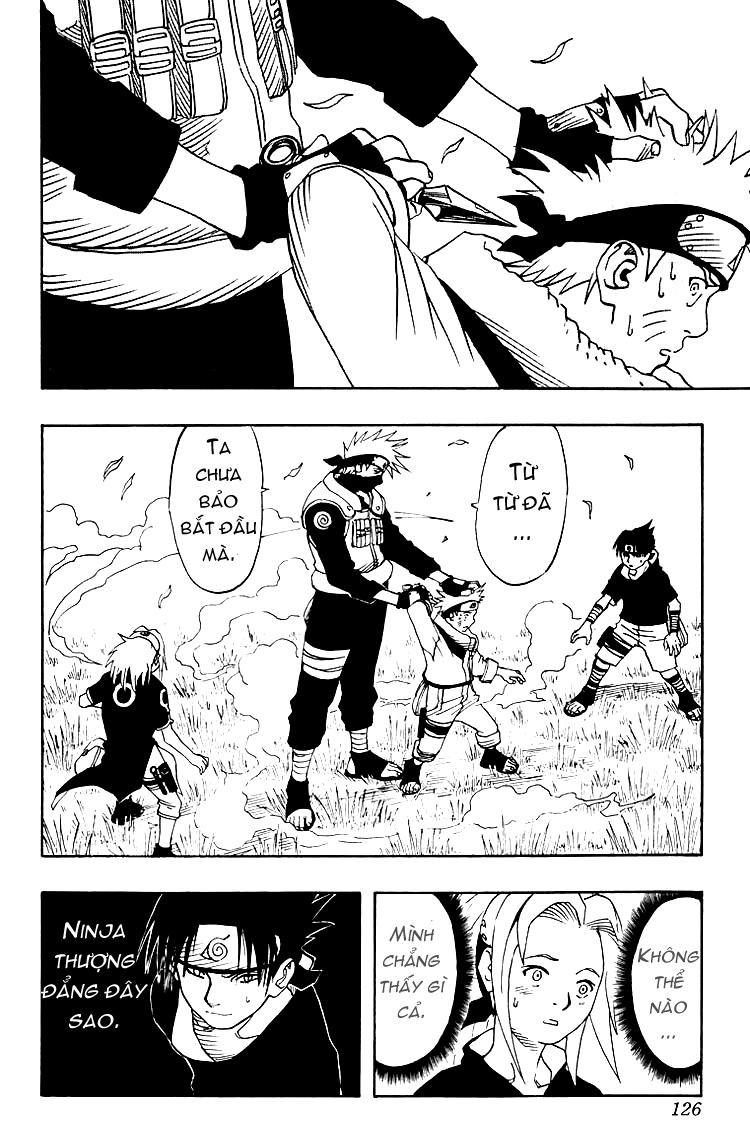 TỪ
TỪ ĐÃ
...
TA
CHƯA
BẢO
BẮT ĐẦU
MÀ.
KHÔNG
THỂ
NÀO
...
MÌNH
CHẲNG
THẤY GÌ
CẢ.
NINJA
THƯỢNG
ĐẲNG ĐÂY
SAO.
126